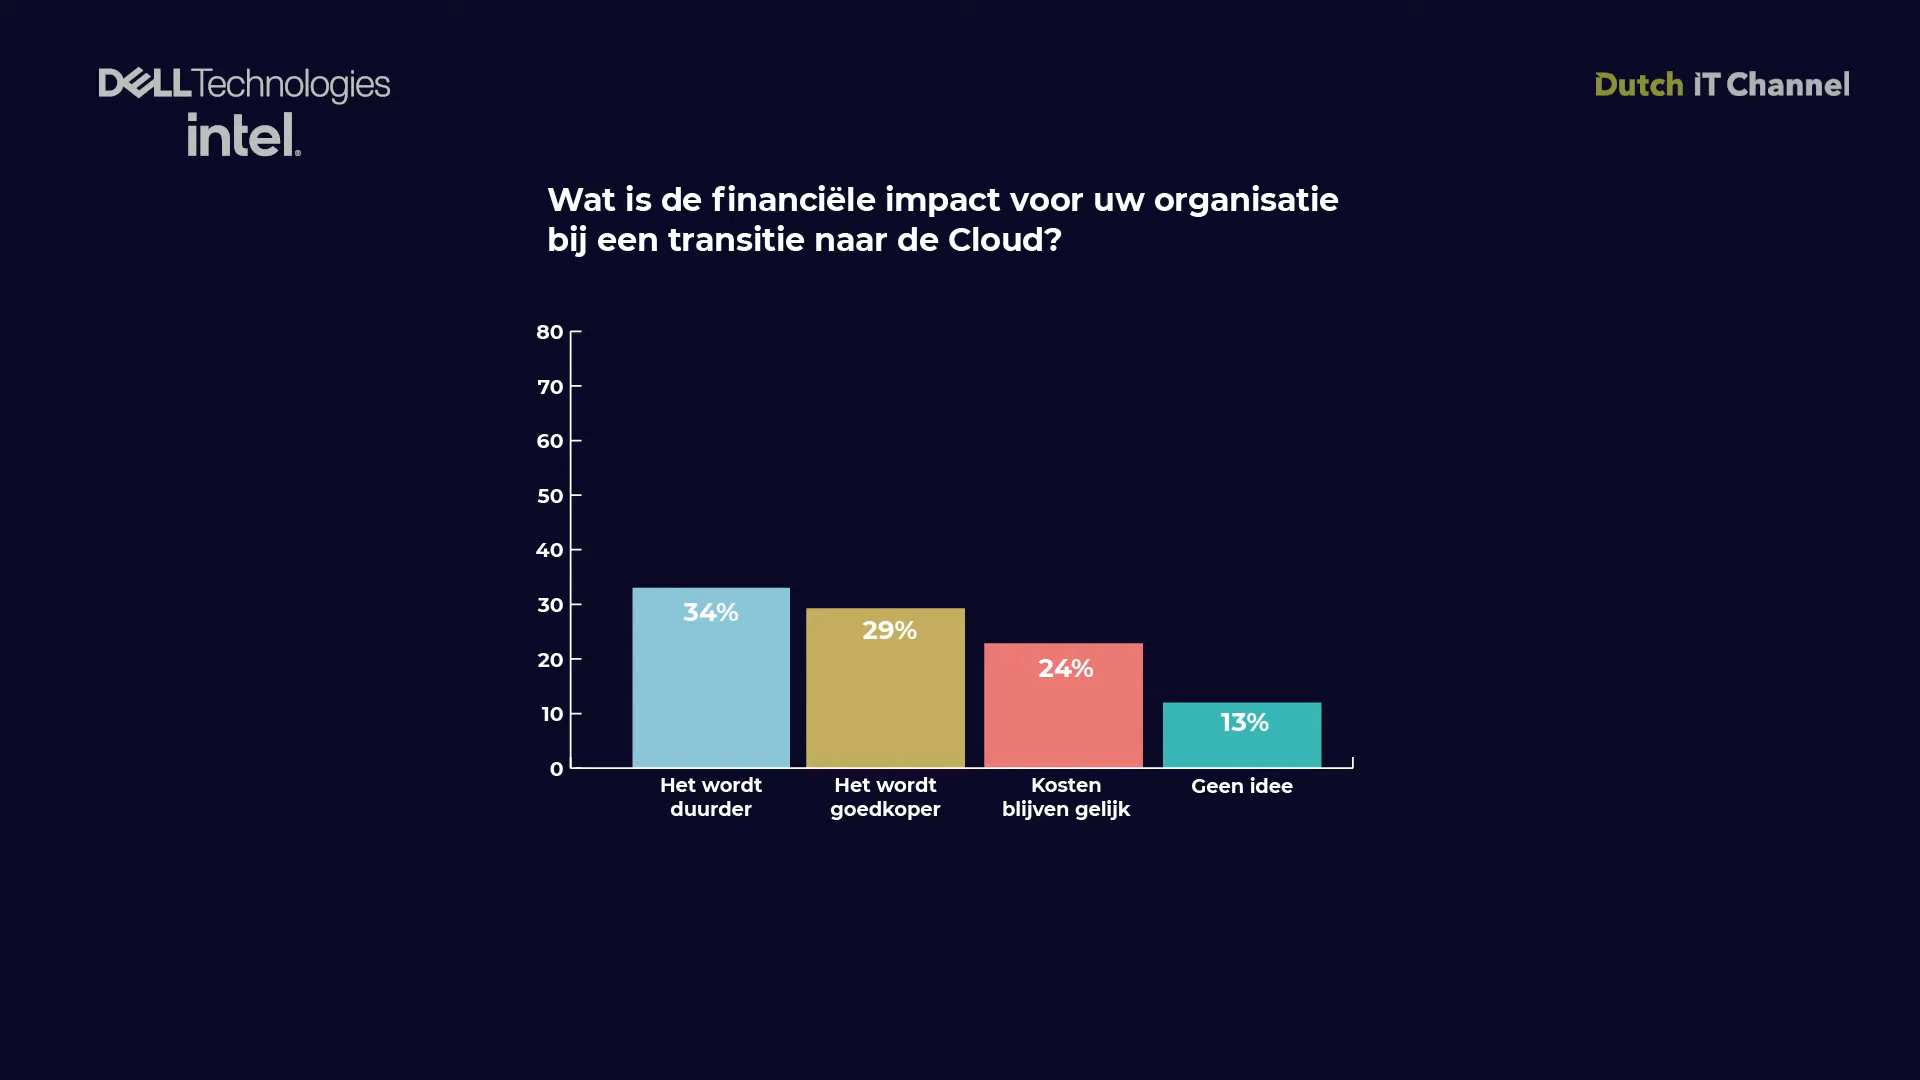 DELL Technologies
intel.
Dutch iT Channel
Wat is de financiële impact voor uw organisatie
bij een transitie naar de Cloud?
80
70
60
50
40
30
20
10
0
34%
29%
24%
13%
Het wordt
duurder
Het wordt
goedkoper
Kosten
blijven gelijk
Geen idee